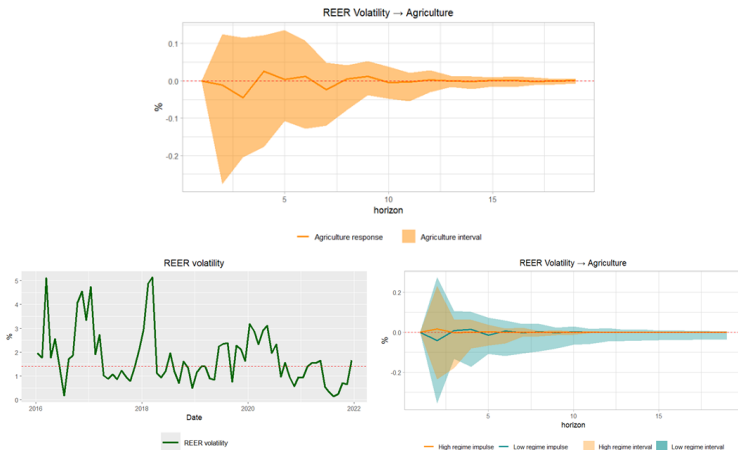 REER Volatility → Agriculture
0.1
0.0
-0.1
-0.2
%
5
10
15
horizon
Agriculture response
Agriculture interval
REER volatility
5
4
3
2
1
0
%
2016
2018
2020
2022
Date
REER volatility
REER Volatility → Agriculture
0.2
0.0
-0.2
%
5
10
15
horizon
High regime impulse
Low regime impulse
High regime interval
Low regime interval